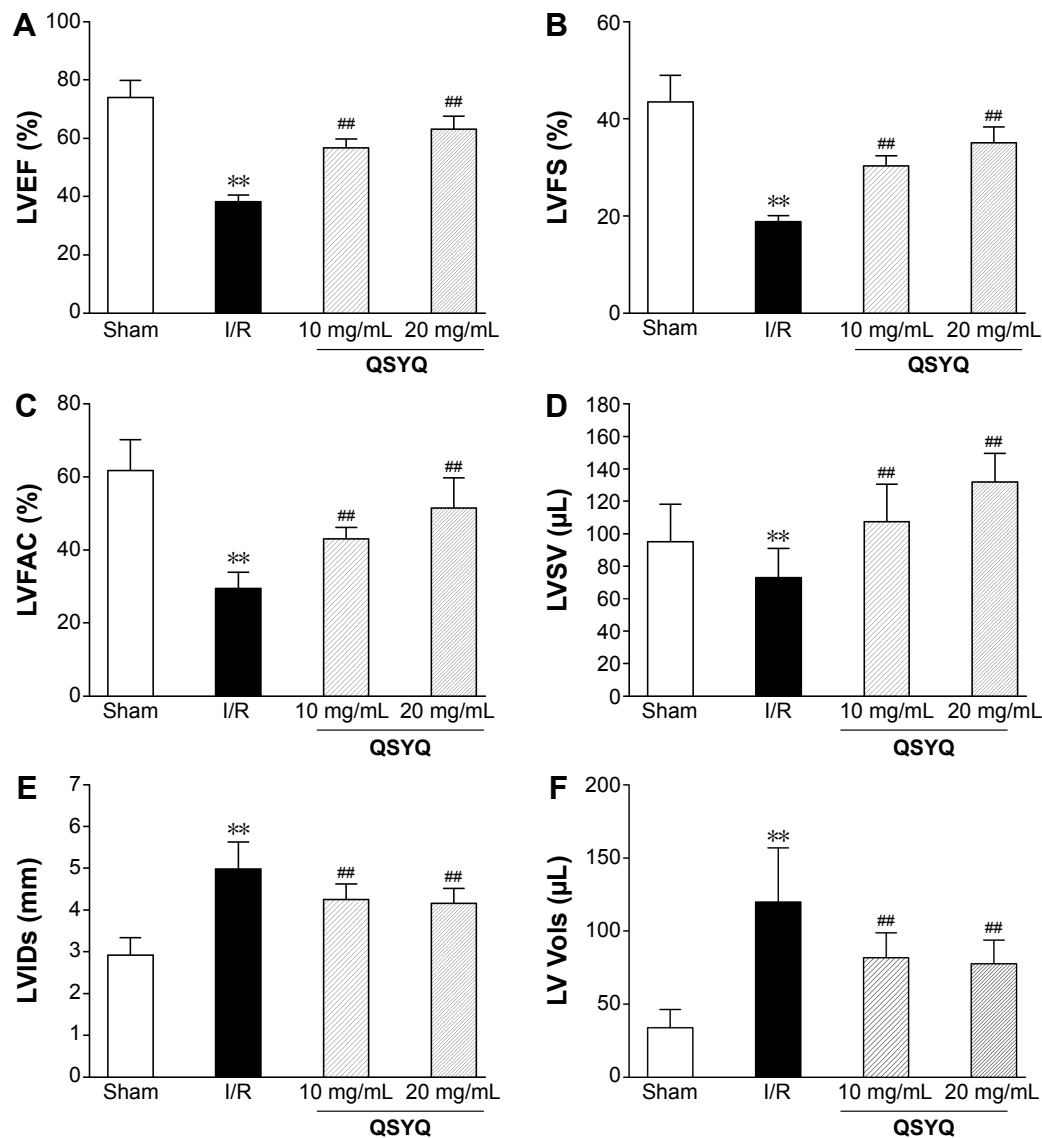 A
LVEF (%)
100
80
60
40
20
0
**
##
##
Sham I/R 10 mg/mL 20 mg/mL
QSYQ
B
LVFS (%)
60
40
20
0
**
##
##
Sham I/R 10 mg/mL 20 mg/mL
QSYQ
C
LVFAC (%)
80
60
40
20
0
**
##
##
Sham I/R 10 mg/mL 20 mg/mL
QSYQ
D
LVSV (µL)
180
160
140
120
100
80
60
40
20
0
**
##
##
Sham I/R 10 mg/mL 20 mg/mL
QSYQ
E
LVIDs (mm)
7
6
5
4
3
2
1
0
**
##
##
Sham I/R 10 mg/mL 20 mg/mL
QSYQ
F
LV Vols (µL)
200
150
100
50
0
**
##
##
Sham I/R 10 mg/mL 20 mg/mL
QSYQ